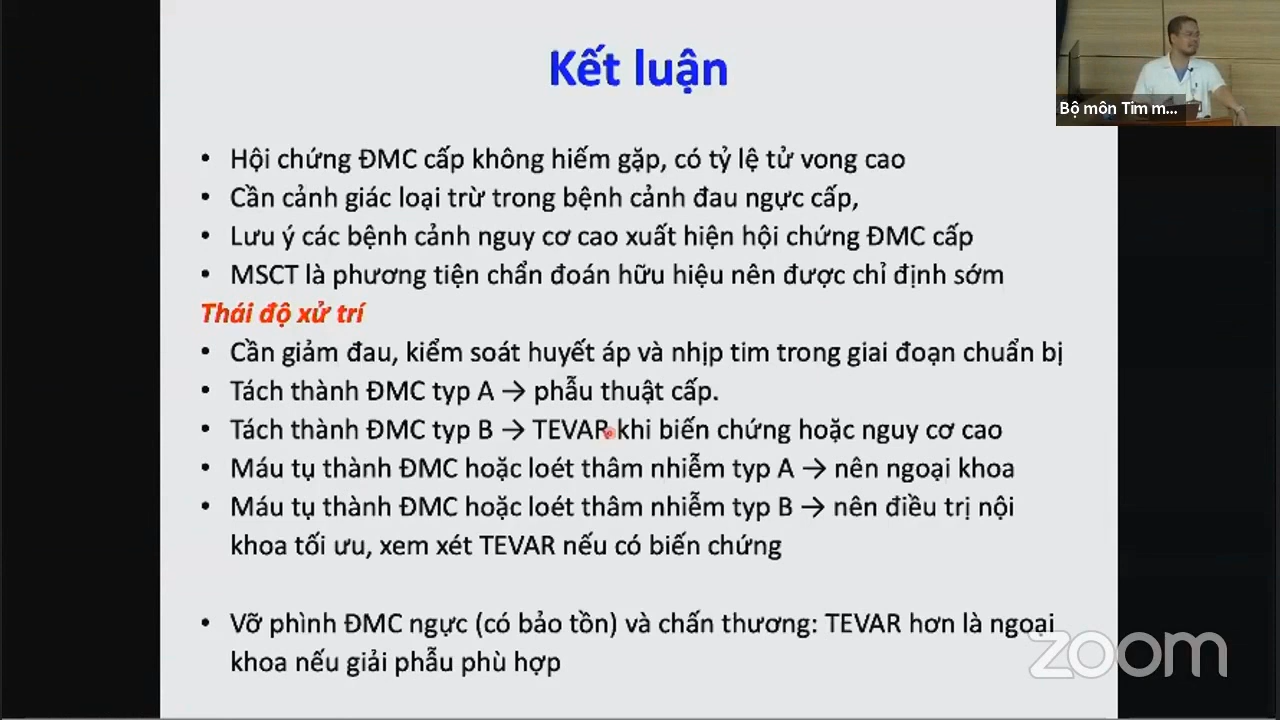 Kết luận
Bộ môn Tim m...
• Hội chứng ĐMC cấp không hiếm gặp, có tỷ lệ tử vong cao
• Cần cảnh giác loại trừ trong bệnh cảnh đau ngực cấp,
• Lưu ý các bệnh cảnh nguy cơ cao xuất hiện hội chứng ĐMC cấp
• MSCT là phương tiện chẩn đoán hữu hiệu nên được chỉ định sớm
Thái độ xử trí
• Cần giảm đau, kiểm soát huyết áp và nhịp tim trong giai đoạn chuẩn bị
• Tách thành ĐMC typ A → phẫu thuật cấp.
• Tách thành ĐMC typ B → TEVAR khi biến chứng hoặc nguy cơ cao
• Máu tụ thành ĐMC hoặc loét thâm nhiễm typ A → nên ngoại khoa
• Máu tụ thành ĐMC hoặc loét thâm nhiễm typ B → nên điều trị nội
khoa tối ưu, xem xét TEVAR nếu có biến chứng
• Vỡ phình ĐMC ngực (có bảo tồn) và chấn thương: TEVAR hơn là ngoại
khoa nếu giải phẫu phù hợp
zoom